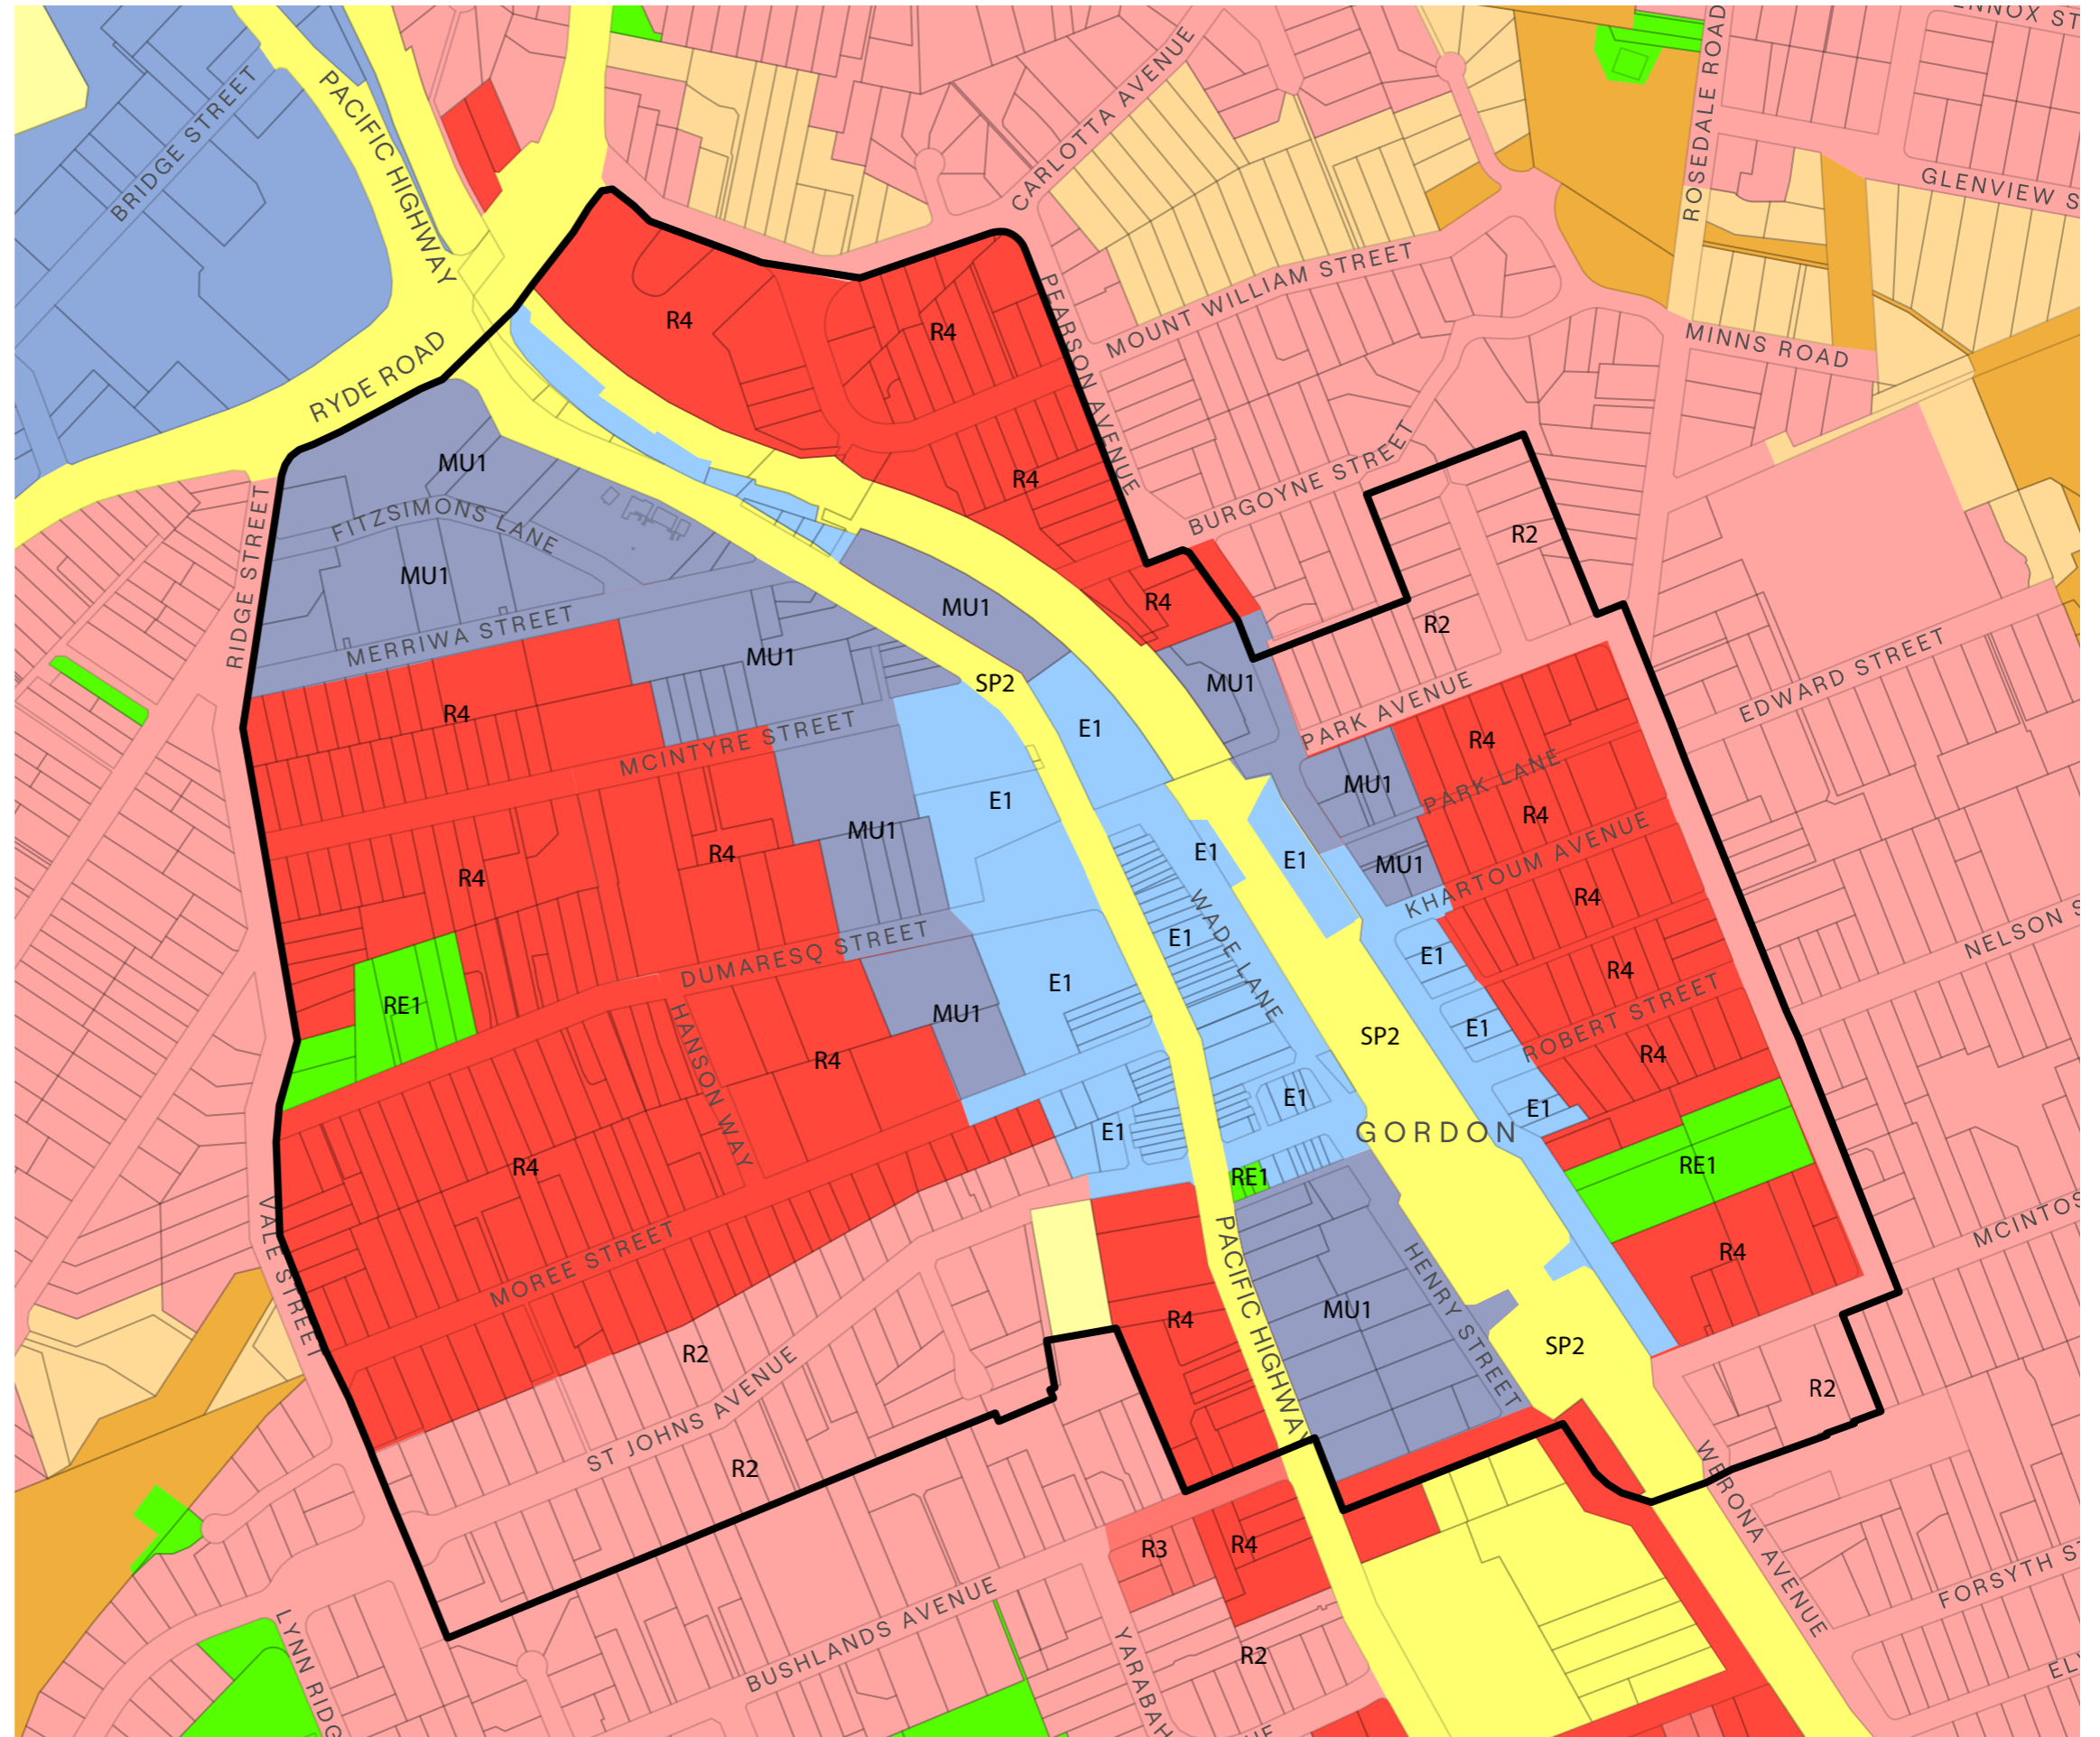 ROSEDALE ROAD
BRIDGE STREET
PACIFIC HIGHWAY
CARLOTTA AVENUE
GLENVIEW S
RYDE ROAD
R4
R4
PEARSON AVENUE
MOUNT WILLIAM STREET
MINNS ROAD
MU1
FITZSIMONS LANE
R4
BURGOYNE STREET
R2
MU1
RIDGE STREET
MERRIWA STREET
MU1
R4
R2
MU1
SP2
MU1
EDWARD STREET
R4
MCINTYRE STREET
E1
PARK AVENUE
R4
MU1
PARK LANE
E1
MU1
R4
R4
R4
E1
E1
MU1
KHARTOUM AVENUE
R4
WADE LANE
DUMARESQ STREET
E1
E1
NELSON S
RE1
HANSON WAY
MU1
E1
R4
R4
SP2
E1
ROBERT STREET
R4
E1
E1
E1
GORDON
R4
RE1
RE1
VALE STREET
MOREE STREET
PACIFIC HIGHWAY
HENRY STREET
R4
MCINTOS
R4
MU1
R2
SP2
R2
ST JOHNS AVENUE
R2
WERONA AVENUE
R3
R4
BUSHLANDS AVENUE
FORSYTH S
LYNN RIDG
YARABAH
R2